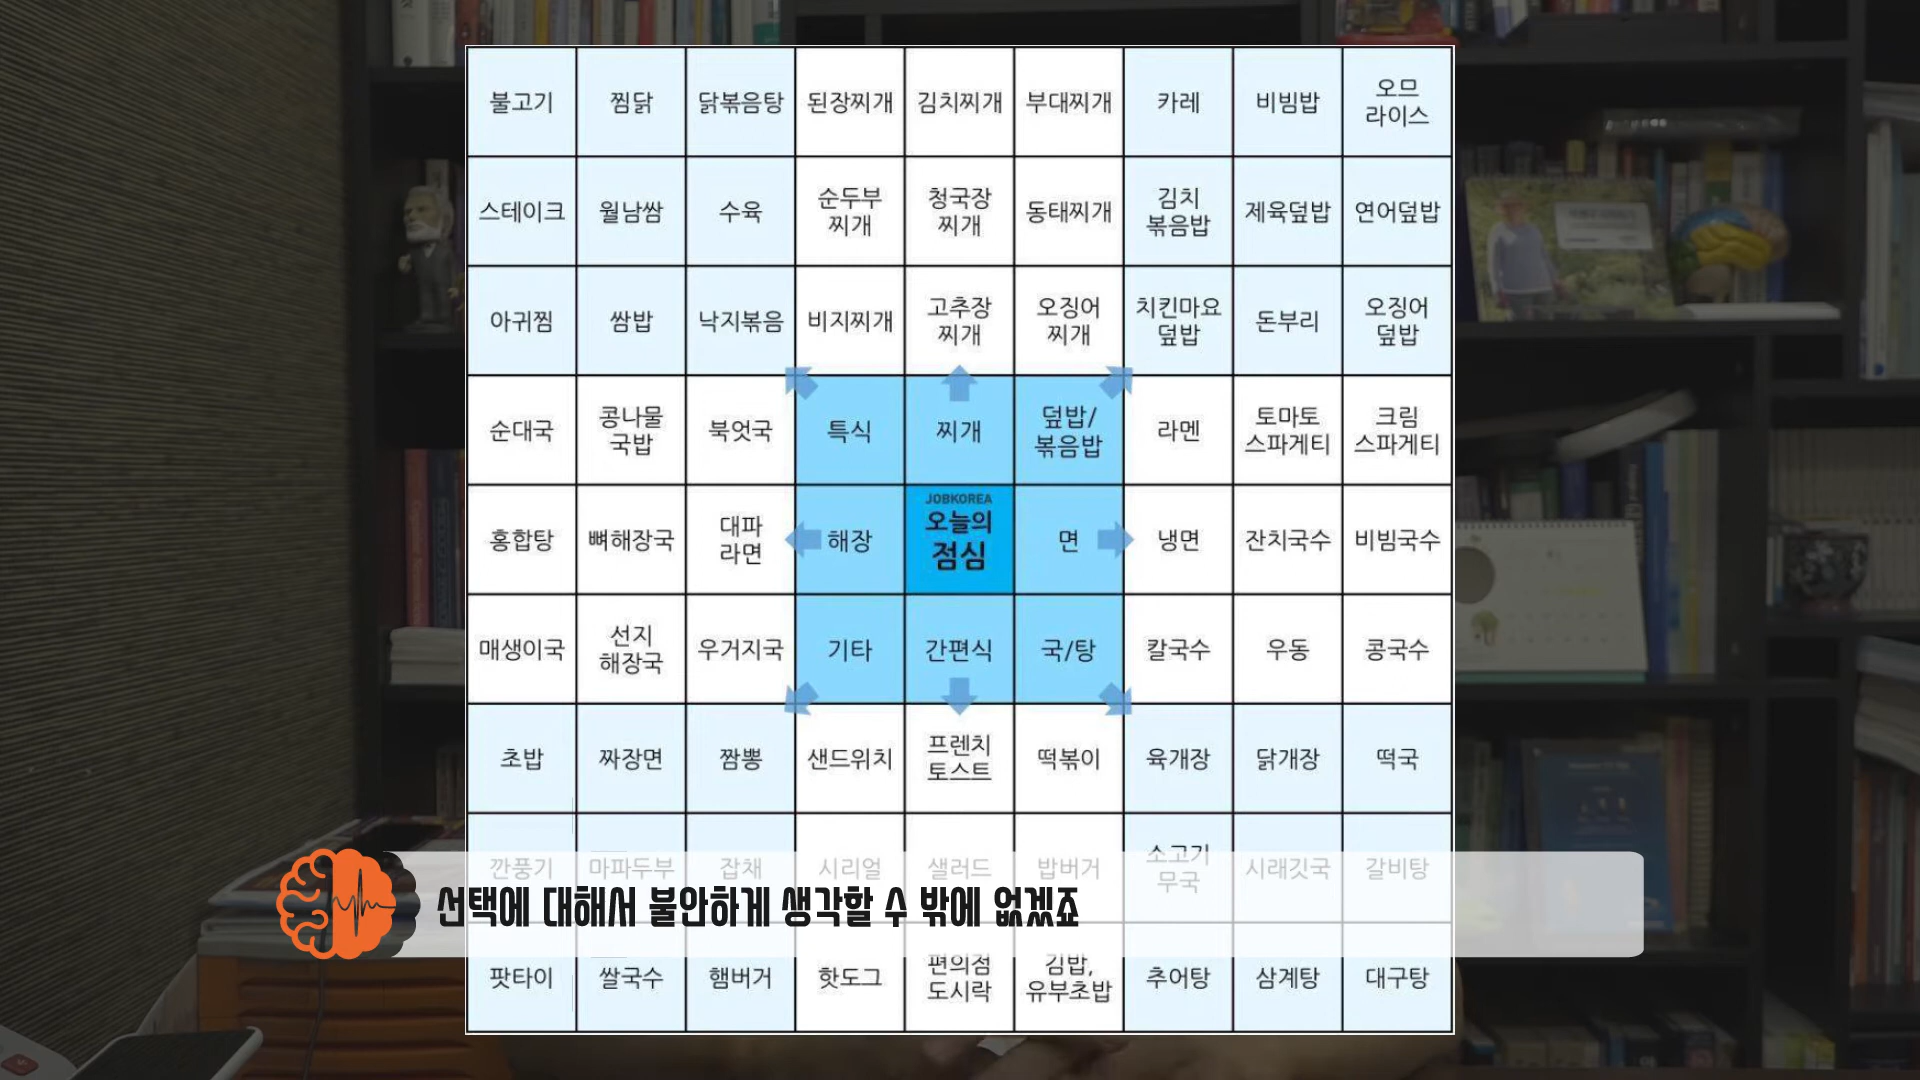 불고기 찜닭 닭볶음탕 된장찌개 김치찌개 부대찌개 카레 비빔밥 오므
라이스
스테이크 월남쌈 수육 순두부
찌개 청국장
찌개 동태찌개 김치
볶음밥 제육덮밥 연어덮밥
아귀찜 쌈밥 낙지볶음 비지찌개 고추장
찌개 오징어
찌개 치킨마요
덮밥 돈부리 오징어
덮밥
순대국 콩나물
국밥 북엇국 특식 찌개 덮밥/
볶음밥 라멘 토마토
스파게티 크림
스파게티
홍합탕 뼈해장국 대파
라면 해장 JOBKOREA
오늘의
점심 면 냉면 잔치국수 비빔국수
매생이국 선지
해장국 우거지국 기타 간편식 국/탕 칼국수 우동 콩국수
초밥 짜장면 짬뽕 샌드위치 프렌치
토스트 떡볶이 육개장 닭개장 떡국
깐풍기 마파두부 잡채 시리얼 샐러드 밥버거 소고기
무국 시래깃국 갈비탕
선택에 대해서 불안하게 생각할 수 밖에 없겠죠
팟타이 쌀국수 햄버거 핫도그 편의점
도시락 김밥,
유부초밥 추어탕 삼계탕 대구탕